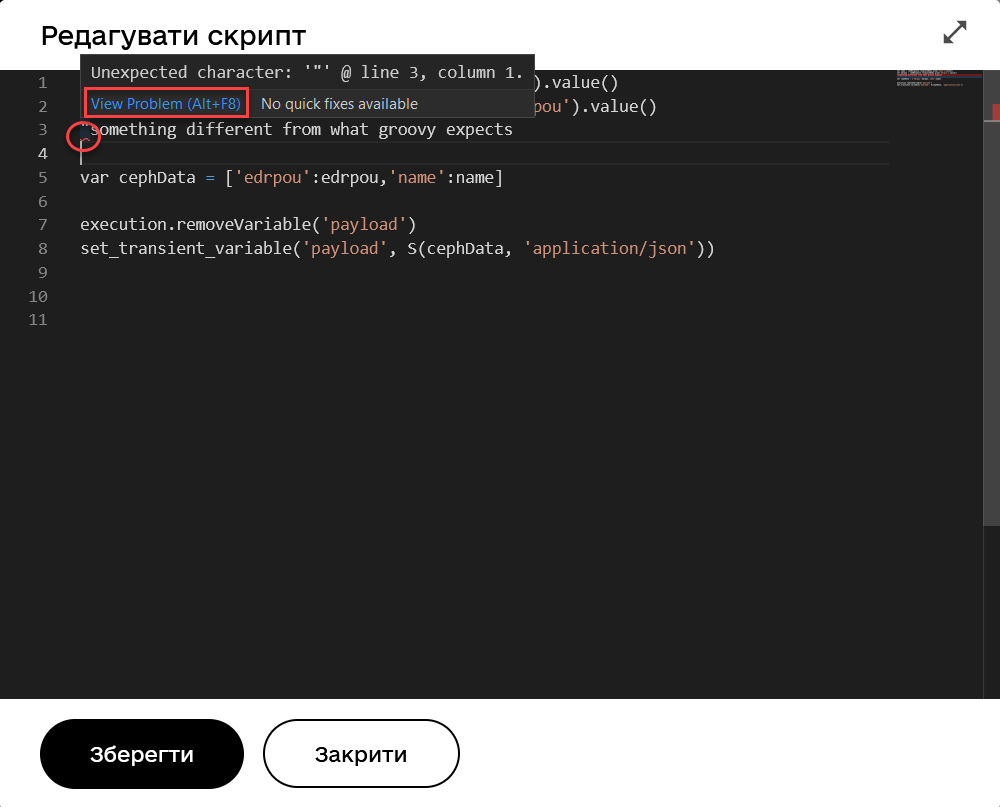 Редагувати скрипт
Unexpected character: '"' @ line 3, column 1.
View Problem (Alt+F8) No quick fixes available
1 ).value()
2 pou').value()
3 "something different from what groovy expects
4
5 var cephData = ['edrpou':edrpou,'name':name]
6
7 execution.removeVariable('payload')
8 set_transient_variable('payload', S(cephData, 'application/json'))
9
10
11
Зберегти
Закрити